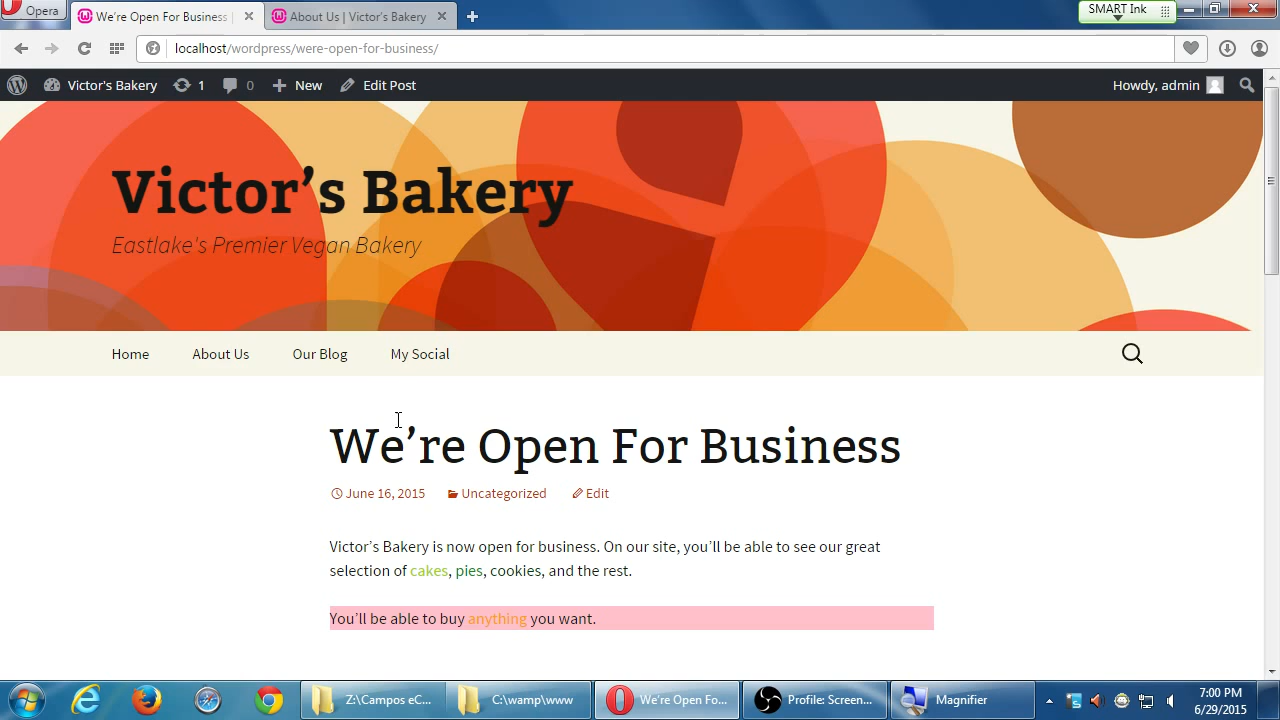 Opera
We're Open For Business |
About Us | Victor's Bakery
SMART Ink
localhost/wordpress/were-open-for-business/
Victor's Bakery
1
0
New
Edit Post
Howdy, admin
Victor's Bakery
Eastlake's Premier Vegan Bakery
Home
About Us
Our Blog
My Social
We're Open For Business
June 16, 2015
Uncategorized
Edit
Victor's Bakery is now open for business. On our site, you'll be able to see our great
selection of cakes, pies, cookies, and the rest.
You'll be able to buy anything you want.
Z:\Campos eC...
C:\wamp\www
We're Open Fo...
Profile: Screen...
Magnifier
7:00 PM
6/29/2015